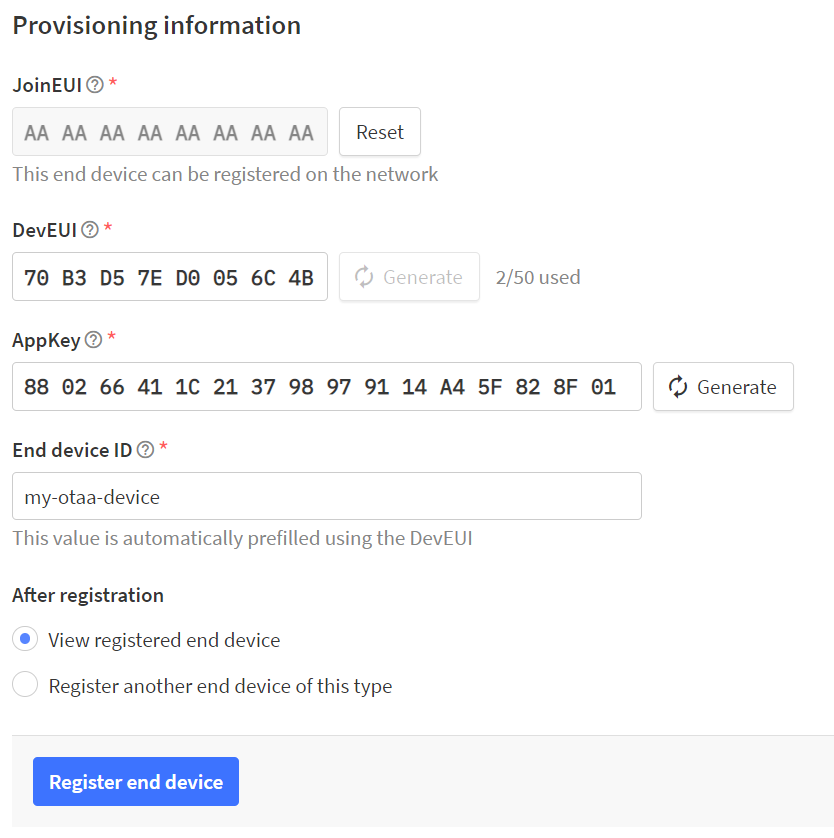 Provisioning information
JoinEUI ? *
AA AA AA AA AA AA AA AA Reset
This end device can be registered on the network
DevEUI ? *
70 B3 D5 7E D0 05 6C 4B Generate 2/50 used
AppKey ? *
88 02 66 41 1C 21 37 98 97 91 14 A4 5F 82 8F 01 Generate
End device ID ? *
my-otaa-device
This value is automatically prefilled using the DevEUI
After registration
View registered end device
Register another end device of this type
Register end device